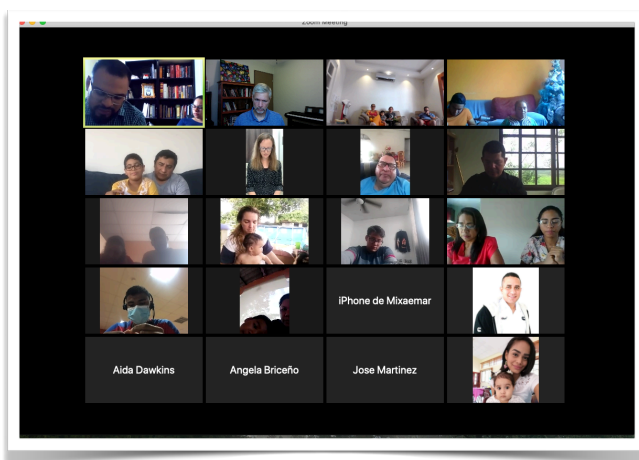 Zoom Meeting
iPhone de Mixaemar
Aida Dawkins
Angela Briceño
Jose Martinez